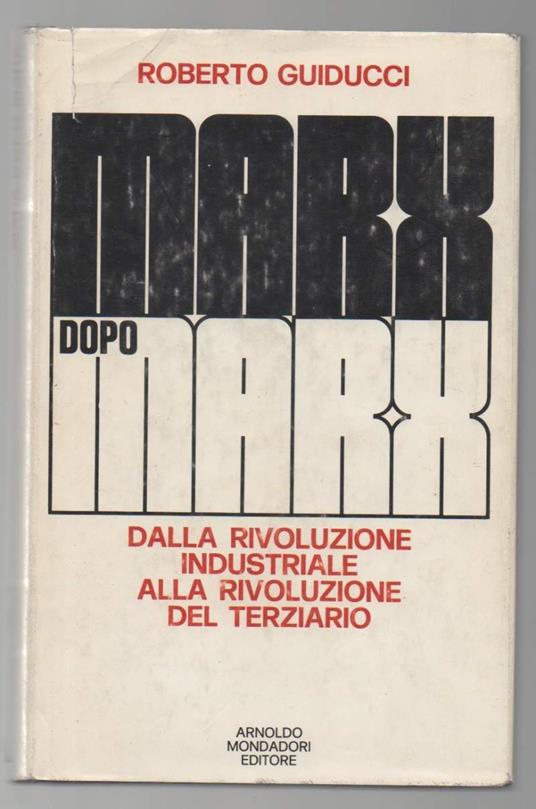 ROBERTO GUIDUCCI
MARX
DOPO
MARX
DALLA RIVOLUZIONE
INDUSTRIALE
ALLA RIVOLUZIONE
DEL TERZIARIO
ARNOLDO
MONDADORI
EDITORE